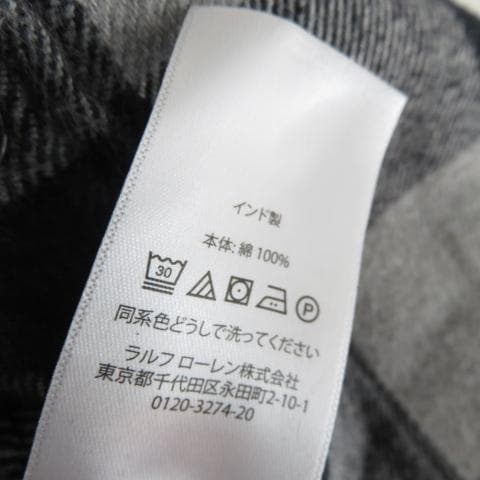 インド製
本体: 綿 100%
30 P
同系色どうしで洗ってください
ラルフ ローレン株式会社
東京都千代田区永田町2-10-1
0120-3274-20